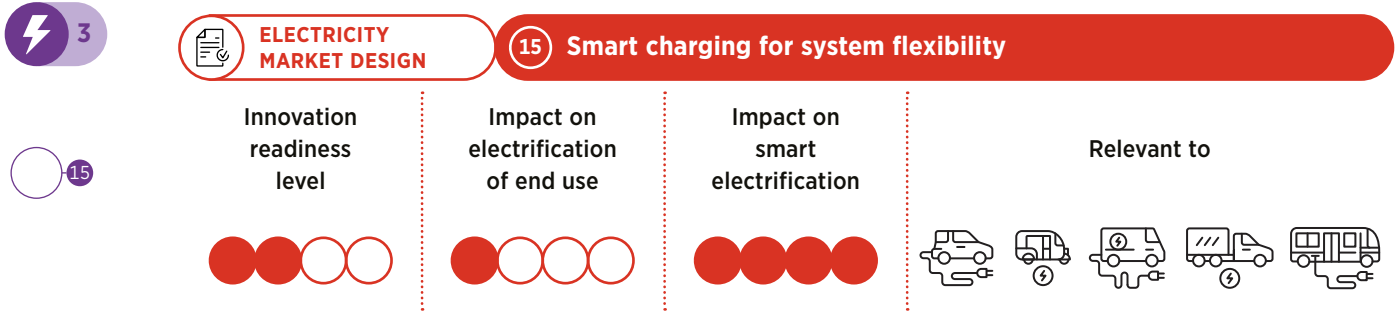 3
ELECTRICITY
MARKET DESIGN
15 Smart charging for system flexibility
15
Innovation
readiness
level
Impact on
electrification
of end use
Impact on
smart
electrification
Relevant to